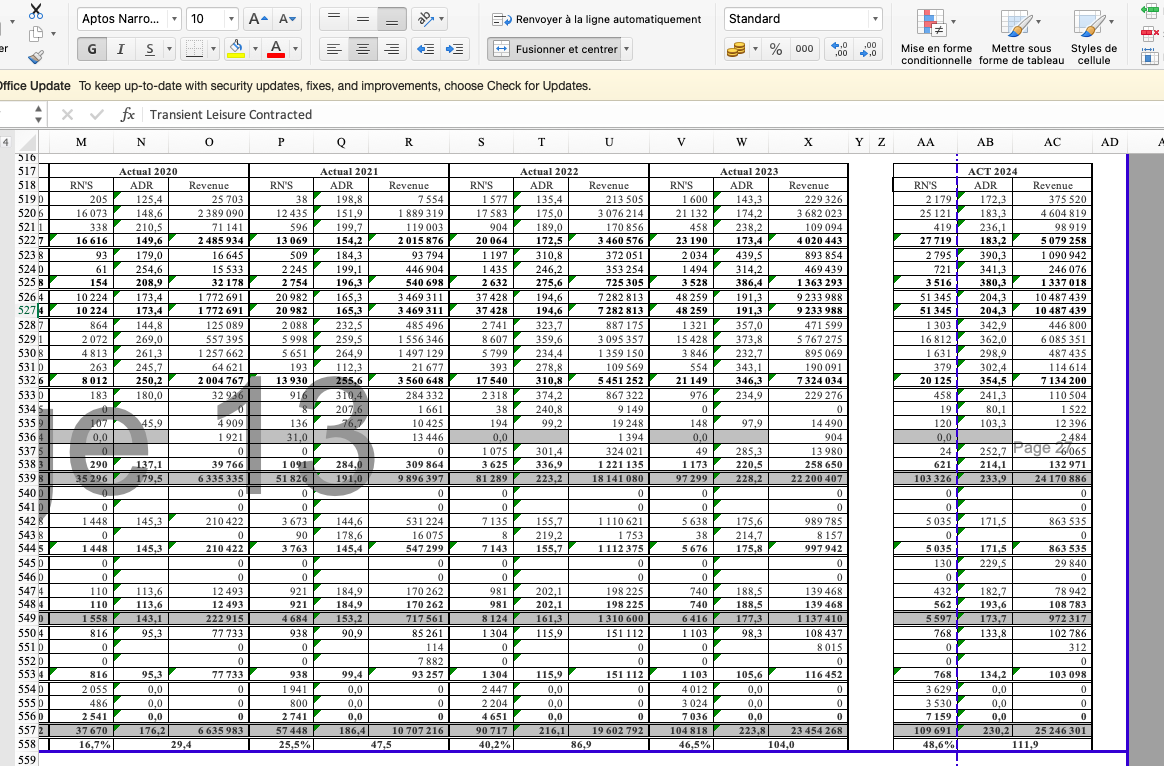 Aptos Narro... 10 A A Renvoyer à la ligne automatiquement Standard
G I S A Fusionner et centrer % 000 Mise en forme conditionnelle Mettre sous forme de tableau Styles de cellule
Office Update To keep up-to-date with security updates, fixes, and improvements, choose Check for Updates.
fx Transient Leisure Contracted
4 M N O P Q R S T U V W X Y Z AA AB AC AD
516
517 Actual 2020 Actual 2021 Actual 2022 Actual 2023 ACT 2024
518 RN'S ADR Revenue RN'S ADR Revenue RN'S ADR Revenue RN'S ADR Revenue RN'S ADR Revenue
519 0 205 125,4 25 703 38 198,8 7 554 1 577 135,4 213 505 1 600 143,3 229 326 2 179 172,3 375 520
520 6 16 073 148,6 2 389 090 12 435 151,9 1 889 319 17 583 175,0 3 076 214 21 132 174,2 3 682 023 25 121 183,3 4 604 819
521 1 338 210,5 71 141 596 199,7 119 003 904 189,0 170 856 458 238,2 109 094 419 236,1 98 919
522 7 16 616 149,6 2 485 934 13 069 154,2 2 015 876 20 064 172,5 3 460 576 23 190 173,4 4 020 443 27 719 183,2 5 079 258
523 8 93 179,0 16 645 509 184,3 93 794 1 197 310,8 372 051 2 034 439,5 893 854 2 795 390,3 1 090 942
524 0 61 254,6 15 533 2 245 199,1 446 904 1 435 246,2 353 254 1 494 314,2 469 439 721 341,3 246 076
525 8 154 208,9 32 178 2 754 196,3 540 698 2 632 275,6 725 305 3 528 386,4 1 363 293 3 516 380,3 1 337 018
526 4 10 224 173,4 1 772 691 20 982 165,3 3 469 311 37 428 194,6 7 282 813 48 259 191,3 9 233 988 51 345 204,3 10 487 439
527 4 10 224 173,4 1 772 691 20 982 165,3 3 469 311 37 428 194,6 7 282 813 48 259 191,3 9 233 988 51 345 204,3 10 487 439
528 7 864 144,8 125 089 2 088 232,5 485 496 2 741 323,7 887 175 1 321 357,0 471 599 1 303 342,9 446 800
529 1 2 072 269,0 557 395 5 998 259,5 1 556 346 8 607 359,6 3 095 357 15 428 373,8 5 767 275 16 812 362,0 6 085 351
530 8 4 813 261,3 1 257 662 5 651 264,9 1 497 129 5 799 234,4 1 359 150 3 846 232,7 895 069 1 631 298,9 487 435
531 0 263 245,7 64 621 193 112,3 21 677 393 278,8 109 569 554 343,1 190 091 379 302,4 114 614
532 6 8 012 250,2 2 004 767 13 930 255,6 3 560 648 17 540 310,8 5 451 252 21 149 346,3 7 324 034 20 125 354,5 7 134 200
533 0 183 180,0 32 936 916 310,4 284 332 2 318 374,2 867 322 976 234,9 229 276 458 241,3 110 504
534 0 0 8 207,6 1 661 38 240,8 9 149 0 0 19 80,1 1 522
535 107 45,9 4 909 136 76,7 10 425 194 99,2 19 248 148 97,9 14 490 120 103,3 12 396
536 0,0 1 921 31,0 13 446 0,0 1 394 0,0 904 0,0 2 484
537 0 0 0 0 1 075 301,4 324 021 49 285,3 13 980 24 252,7 6 065
538 290 137,1 39 766 1 091 284,0 309 864 3 625 336,9 1 221 135 1 173 220,5 258 650 621 214,1 132 971
539 8 35 296 179,5 6 335 335 51 826 191,0 9 896 397 81 289 223,2 18 141 080 97 299 228,2 22 200 407 103 326 233,9 24 170 886
540 0 0 0 0 0 0 0 0 0 0
541 0 0 0 0 0 0 0 0 0 0
542 1 448 145,3 210 422 3 673 144,6 531 224 7 135 155,7 1 110 621 5 638 175,6 989 785 5 035 171,5 863 535
543 0 0 90 178,6 16 075 8 219,2 1 753 38 214,7 8 157 0 0
544 1 448 145,3 210 422 3 763 145,4 547 299 7 143 155,7 1 112 375 5 676 175,8 997 942 5 035 171,5 863 535
545 0 0 0 0 0 0 0 0 0 130 229,5 29 840
546 0 0 0 0 0 0 0 0 0 0 0
547 4 110 113,6 12 493 921 184,9 170 262 981 202,1 198 225 740 188,5 139 468 432 182,7 78 942
548 4 110 113,6 12 493 921 184,9 170 262 981 202,1 198 225 740 188,5 139 468 562 193,6 108 783
549 0 1 558 143,1 222 915 4 684 153,2 717 561 8 124 161,3 1 310 600 6 416 177,3 1 137 410 5 597 173,7 972 317
550 4 816 95,3 77 733 938 90,9 85 261 1 304 115,9 151 112 1 103 98,3 108 437 768 133,8 102 786
551 0 0 0 0 114 0 0 0 8 015 0 312
552 0 0 0 0 7 882 0 0 0 0 0 0
553 4 816 95,3 77 733 938 99,4 93 257 1 304 115,9 151 112 1 103 105,6 116 452 768 134,2 103 098
554 0 2 055 0,0 0 1 941 0,0 0 2 447 0,0 0 4 012 0,0 0 3 629 0,0 0
555 0 486 0,0 0 800 0,0 0 2 204 0,0 0 3 024 0,0 0 3 530 0,0 0
556 0 2 541 0,0 0 2 741 0,0 0 4 651 0,0 0 7 036 0,0 0 7 159 0,0 0
557 2 37 670 176,2 6 635 983 57 448 186,4 10 707 216 90 717 216,1 19 602 792 104 818 223,8 23 454 268 109 691 230,2 25 246 301
558 16,7% 29,4 25,5% 47,5 40,2% 86,9 46,5% 104,0 48,6% 111,9
559
ge 13
Page 27